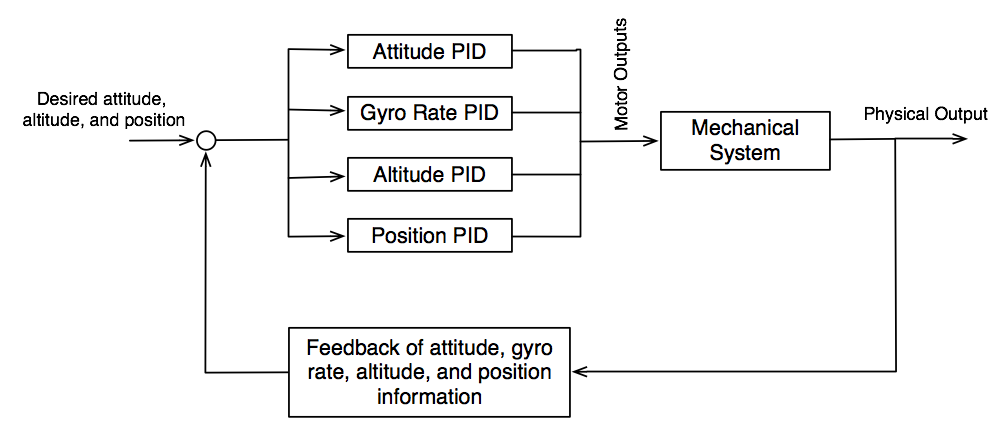 Desired attitude,
altitude, and position
Attitude PID
Gyro Rate PID
Altitude PID
Position PID
Motor Outputs
Mechanical
System
Physical Output
Feedback of attitude, gyro
rate, altitude, and position
information